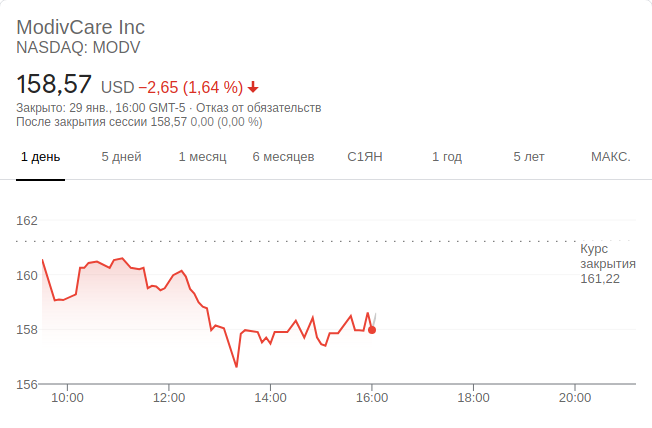 ModivCare Inc
NASDAQ: MODV
158,57 USD −2,65 (1,64 %)
Закрыто: 29 янв., 16:00 GMT-5 · Отказ от обязательств
После закрытия сессии 158,57 0,00 (0,00 %)
1 день 5 дней 1 месяц 6 месяцев С1ЯН 1 год 5 лет МАКС.
162
Курс
закрытия
161,22
160
158
156
10:00 12:00 14:00 16:00 18:00 20:00